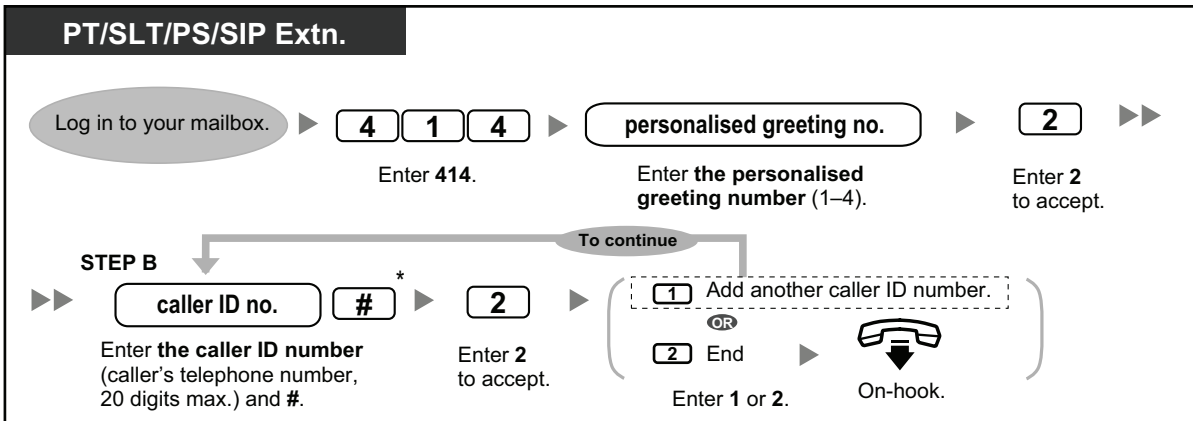 PT/SLT/PS/SIP Extn.
Log in to your mailbox.
4 1 4
Enter 414.
personalised greeting no.
Enter the personalised
greeting number (1–4).
2
Enter 2
to accept.
To continue
STEP B
caller ID no. # *
Enter the caller ID number
(caller's telephone number,
20 digits max.) and #.
2
Enter 2
to accept.
1 Add another caller ID number.
OR
2 End
Enter 1 or 2.
On-hook.